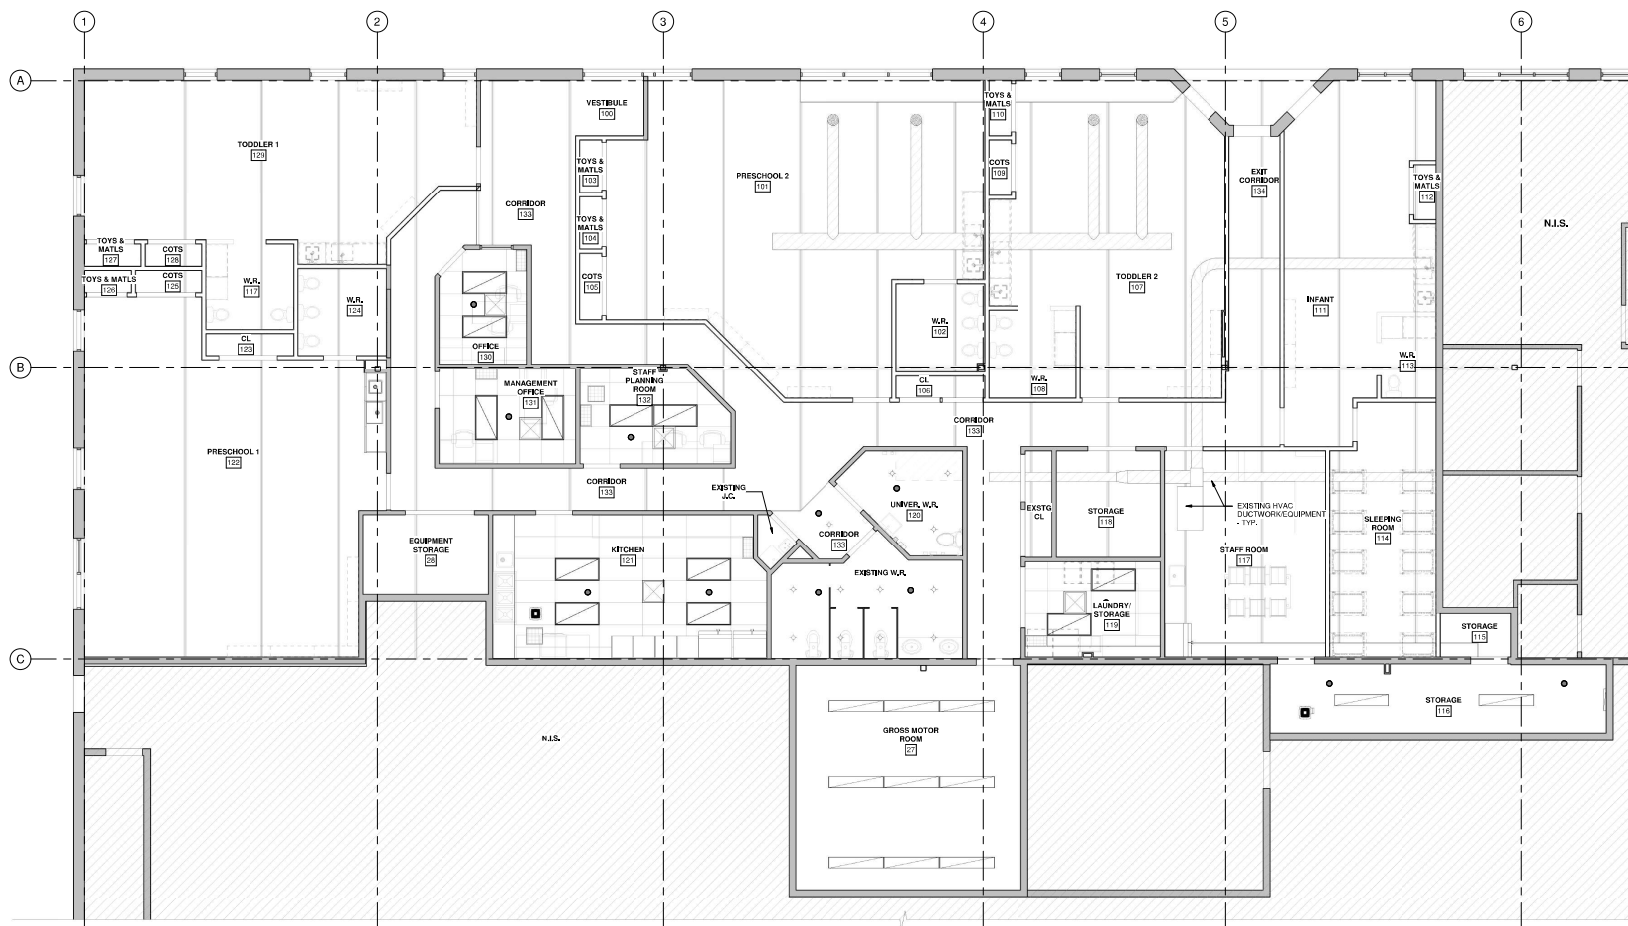 1
2
3
4
5
6
A
B
C
VESTIBULE
100
TOYS &
MATLS
110
TODDLER 1
129
TOYS &
MATLS
103
PRESCHOOL 2
101
COTS
109
EXIT
CORRIDOR
134
TOYS &
MATLS
112
CORRIDOR
133
TOYS &
MATLS
104
N.I.S.
TOYS &
MATLS
127
COTS
128
TOYS & MATLS
126
COTS
125
W.R.
117
W.R.
124
COTS
105
TODDLER 2
107
INFANT
111
CL
123
OFFICE
130
W.R.
102
W.R.
113
MANAGEMENT
OFFICE
131
STAFF
PLANNING
ROOM
132
CL
106
W.R.
108
CORRIDOR
133
PRESCHOOL 1
122
CORRIDOR
133
EXISTING
J.C.
UNIVER. W.R.
120
EXSTG
CL
STORAGE
118
EXISTING HVAC
DUCTWORK/EQUIPMENT
- TYP.
SLEEPING
ROOM
114
EQUIPMENT
STORAGE
28
KITCHEN
121
CORRIDOR
133
STAFF ROOM
117
EXISTING W.R.
LAUNDRY/
STORAGE
119
STORAGE
115
STORAGE
116
N.I.S.
GROSS MOTOR
ROOM
27